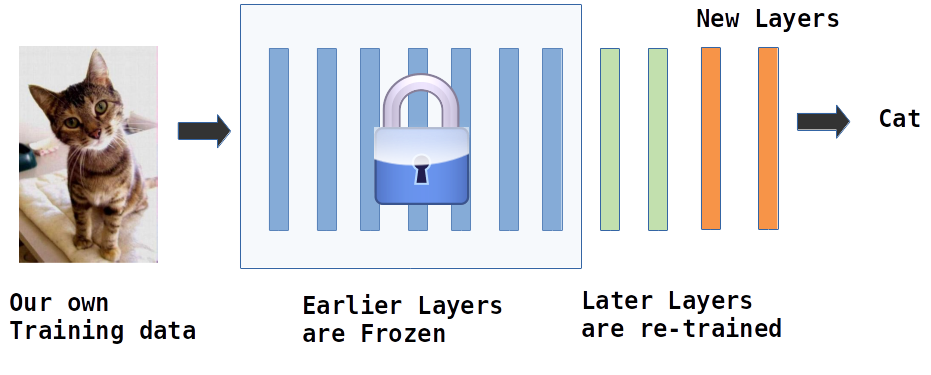 New Layers
Cat
Our own
Training data
Earlier Layers
are Frozen
Later Layers
are re-trained